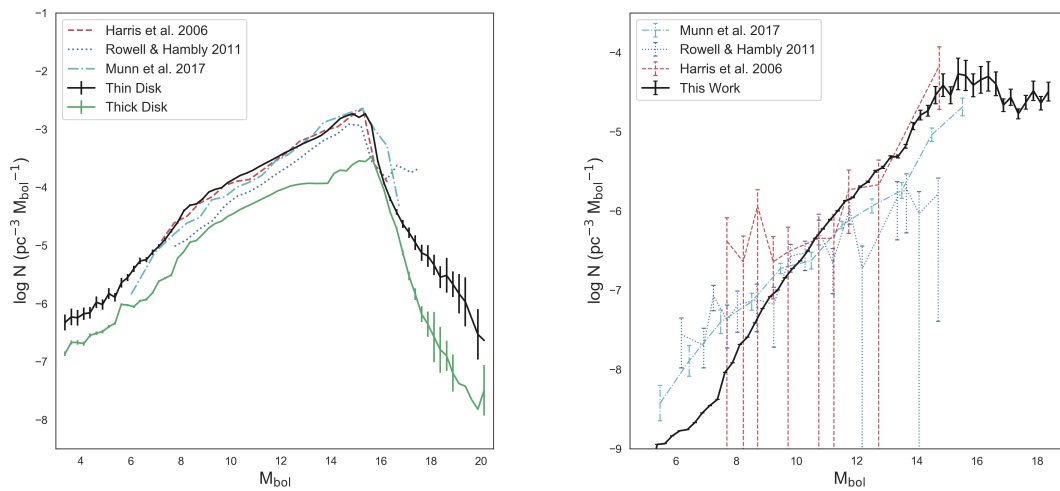 −1
−2
−3
−4
−5
−6
−7
−8
log N (pc⁻³ M_bol⁻¹)
Harris et al. 2006
Rowell & Hambly 2011
Munn et al. 2017
Thin Disk
Thick Disk
4 6 8 10 12 14 16 18 20
M_bol
−4
−5
−6
−7
−8
−9
log N (pc⁻³ M_bol⁻¹)
Munn et al. 2017
Rowell & Hambly 2011
Harris et al. 2006
This Work
6 8 10 12 14 16 18
M_bol